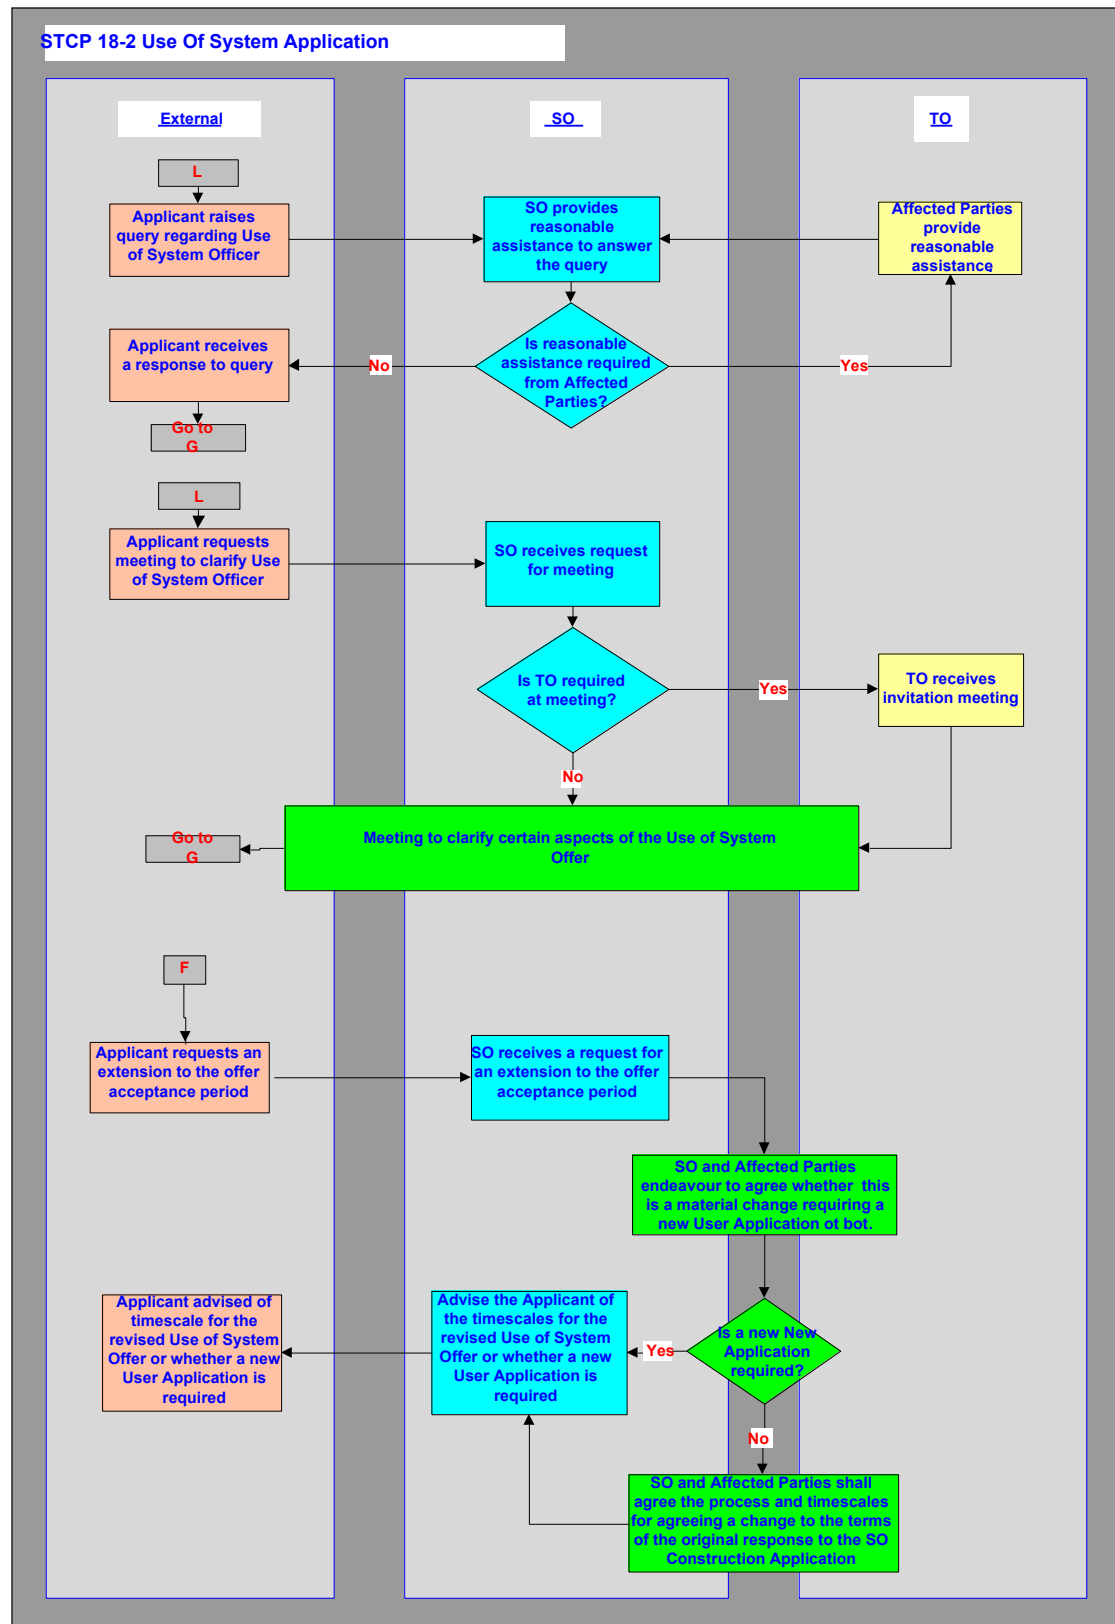 STCP 18-2 Use Of System Application
External
SO
TO
L
Applicant raises
query regarding Use
of System Officer
SO provides
reasonable
assistance to answer
the query
Affected Parties
provide
reasonable
assistance.
Is reasonable
assistance required
from Affected
Parties?
No
Yes
Applicant receives
a response to query
Go to
G
L
Applicant requests
meeting to clarify Use
of System Officer
SO receives request
for meeting
Is TO required
at meeting?
Yes
TO receives
invitation meeting
No
Meeting to clarify certain aspects of the Use of System
Offer
Go to
G
F
Applicant requests an
extension to the offer
acceptance period
SO receives a request for
an extension to the offer
acceptance period
SO and Affected Parties
endeavour to agree whether this
is a material change requiring a
new User Application ot bot.
Is a new New
Application
required?
Yes
Advise the Applicant of
the timescales for the
revised Use of System
Offer or whether a new
User Application is
required
Applicant advised of
timescale for the
revised Use of System
Offer or whether a new
User Application is
required
No
SO and Affected Parties shall
agree the process and timescales
for agreeing a change to the terms
of the original response to the SO
Construction Application